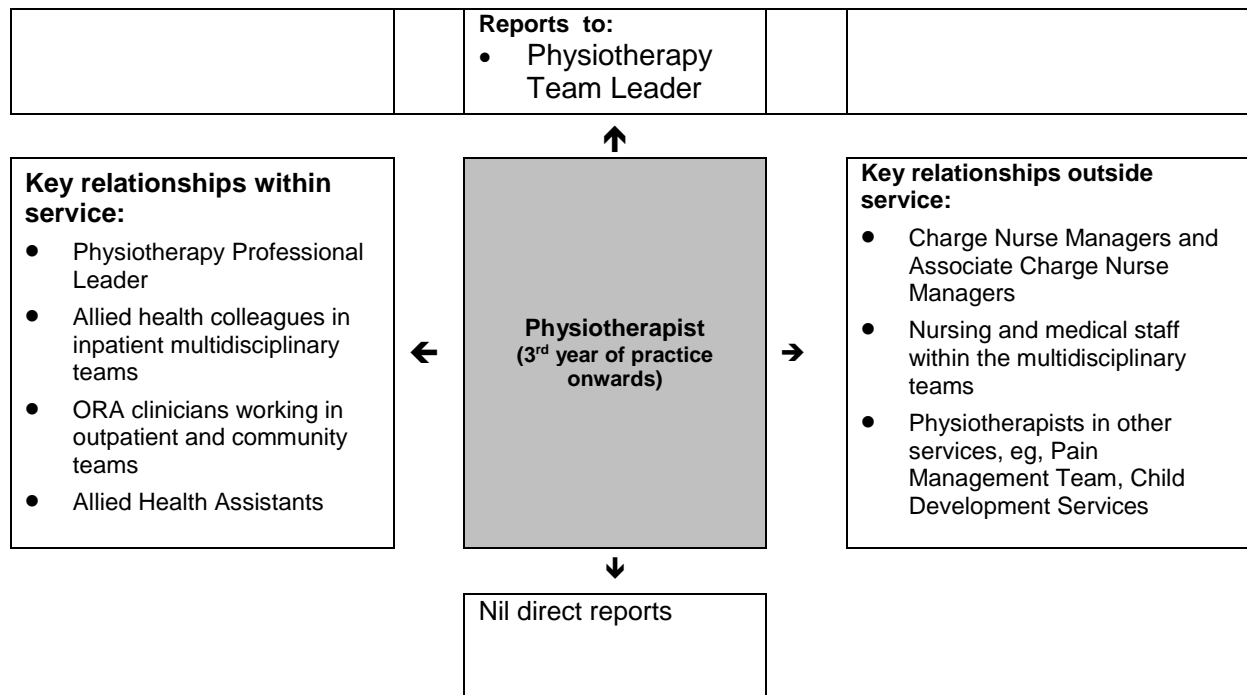 Reports to:
• Physiotherapy
Team Leader
Key relationships within
service:
• Physiotherapy Professional
Leader
• Allied health colleagues in
inpatient multidisciplinary
teams
• ORA clinicians working in
outpatient and community
teams
• Allied Health Assistants
Physiotherapist
(3rd year of practice
onwards)
Key relationships outside
service:
• Charge Nurse Managers and
Associate Charge Nurse
Managers
• Nursing and medical staff
within the multidisciplinary
teams
• Physiotherapists in other
services, eg, Pain
Management Team, Child
Development Services
Nil direct reports